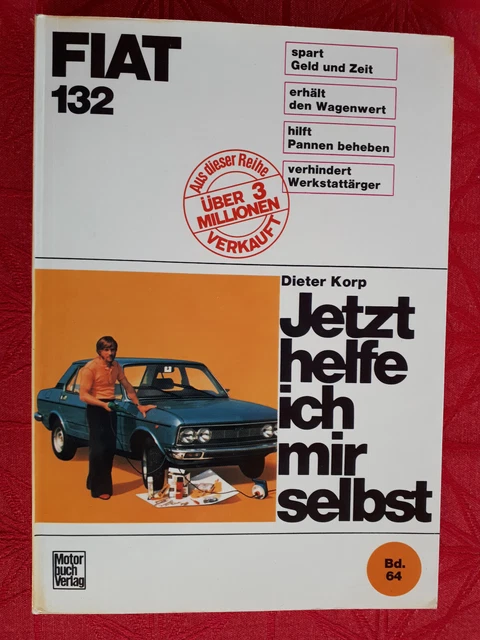 FIAT
132
spart
Geld und Zeit
erhält
den Wagenwert
hilft
Pannen beheben
verhindert
Werkstattärger
Aus dieser Reihe
ÜBER 3
MILLIONEN
VERKAUFT
Dieter Korp
Jetzt
helfe
ich
mir
selbst
Motor
buch
Verlag
Bd.
64